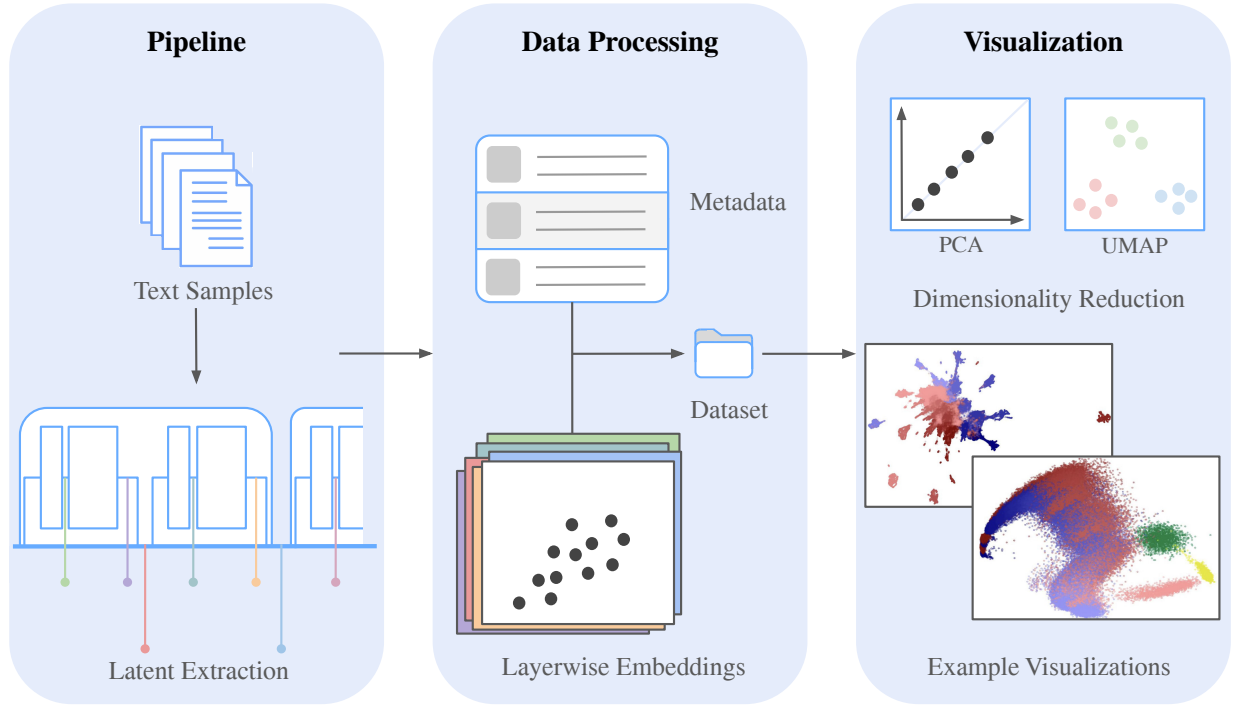 Pipeline
Text Samples
Latent Extraction
Data Processing
Metadata
Dataset
Layerwise Embeddings
Visualization
PCA
UMAP
Dimensionality Reduction
Example Visualizations